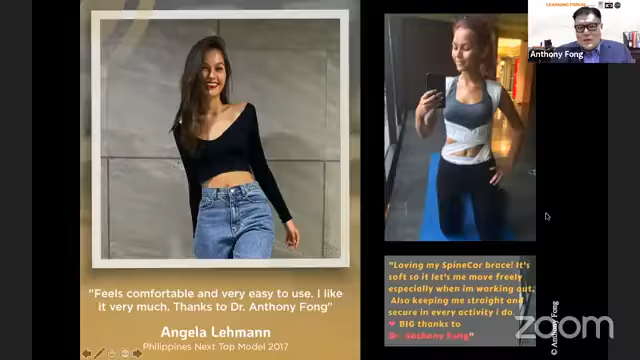 LEARNING FORUM
Anthony Fong
"Feels comfortable and very easy to use. I like
it very much. Thanks to Dr. Anthony Fong"
Angela Lehmann
Philippines Next Top Model 2017
"Loving my SpineCor brace! It's
soft so it let's me move freely
especially when im working out.
Also keeping me straight and
secure in every activity i do.
BIG thanks to
Anthony Fong"
© Anthony Fong
zoom